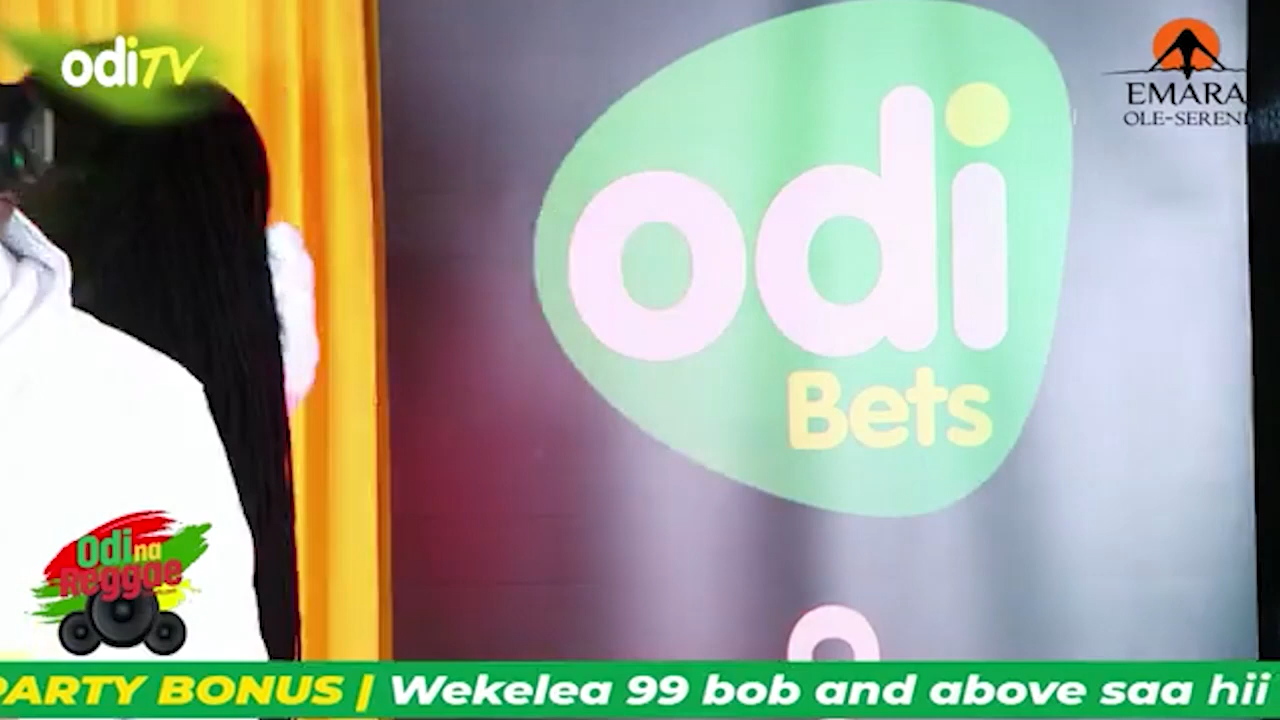 odiTV
EMARA
OLE-SERENI
odi
Bets
Odi na
Reggae
PARTY BONUS | Wekelea 99 bob and above saa hii